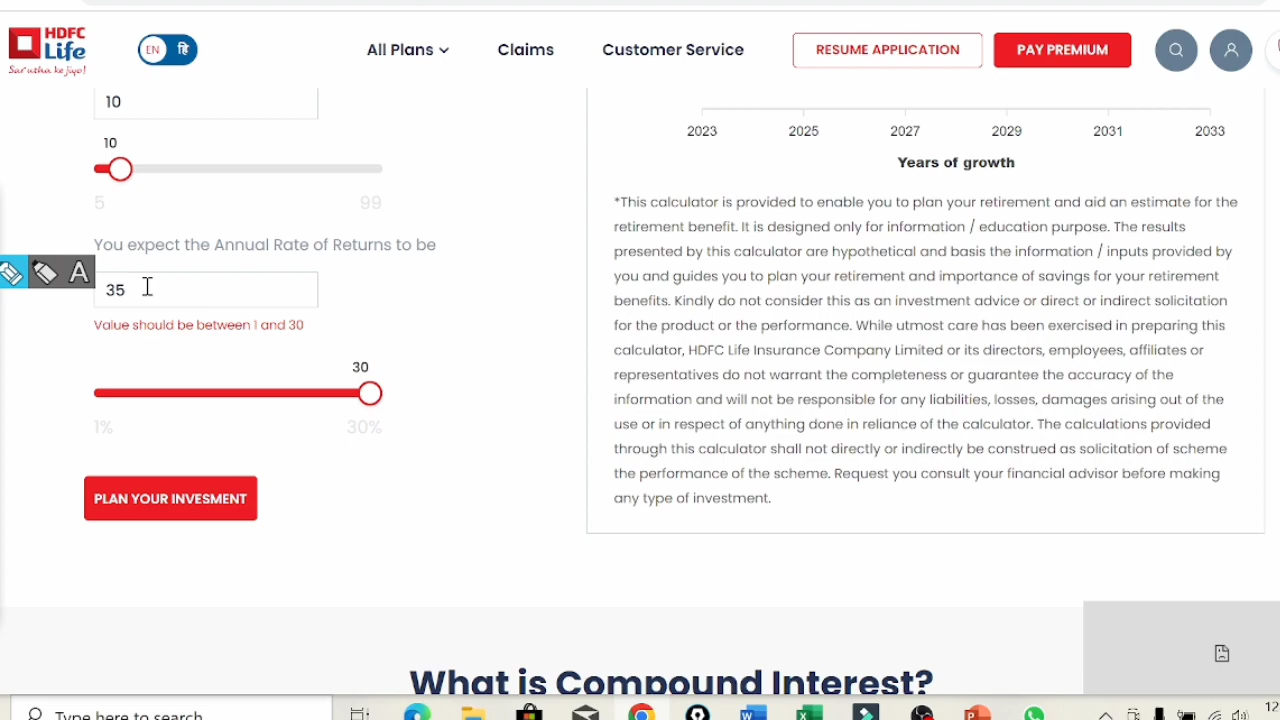 HDFC
Life
Sar utha ke jiyo!
EN
हिं
All Plans
Claims
Customer Service
RESUME APPLICATION
PAY PREMIUM
10
10
5
99
You expect the Annual Rate of Returns to be
A
35
Value should be between 1 and 30
30
1%
30%
PLAN YOUR INVESMENT
2023
2025
2027
2029
2031
2033
Years of growth
*This calculator is provided to enable you to plan your retirement and aid an estimate for the
retirement benefit. It is designed only for information / education purpose. The results
presented by this calculator are hypothetical and basis the information / inputs provided by
you and guides you to plan your retirement and importance of savings for your retirement
benefits. Kindly do not consider this as an investment advice or direct or indirect solicitation
for the product or the performance. While utmost care has been exercised in preparing this
calculator, HDFC Life Insurance Company Limited or its directors, employees, affiliates or
representatives do not warrant the completeness or guarantee the accuracy of the
information and will not be responsible for any liabilities, losses, damages arising out of the
use or in respect of anything done in reliance of the calculator. The calculations provided
through this calculator shall not directly or indirectly be construed as solicitation of scheme
the performance of the scheme. Request you consult your financial advisor before making
any type of investment.
What is Compound Interest?
Type here to search